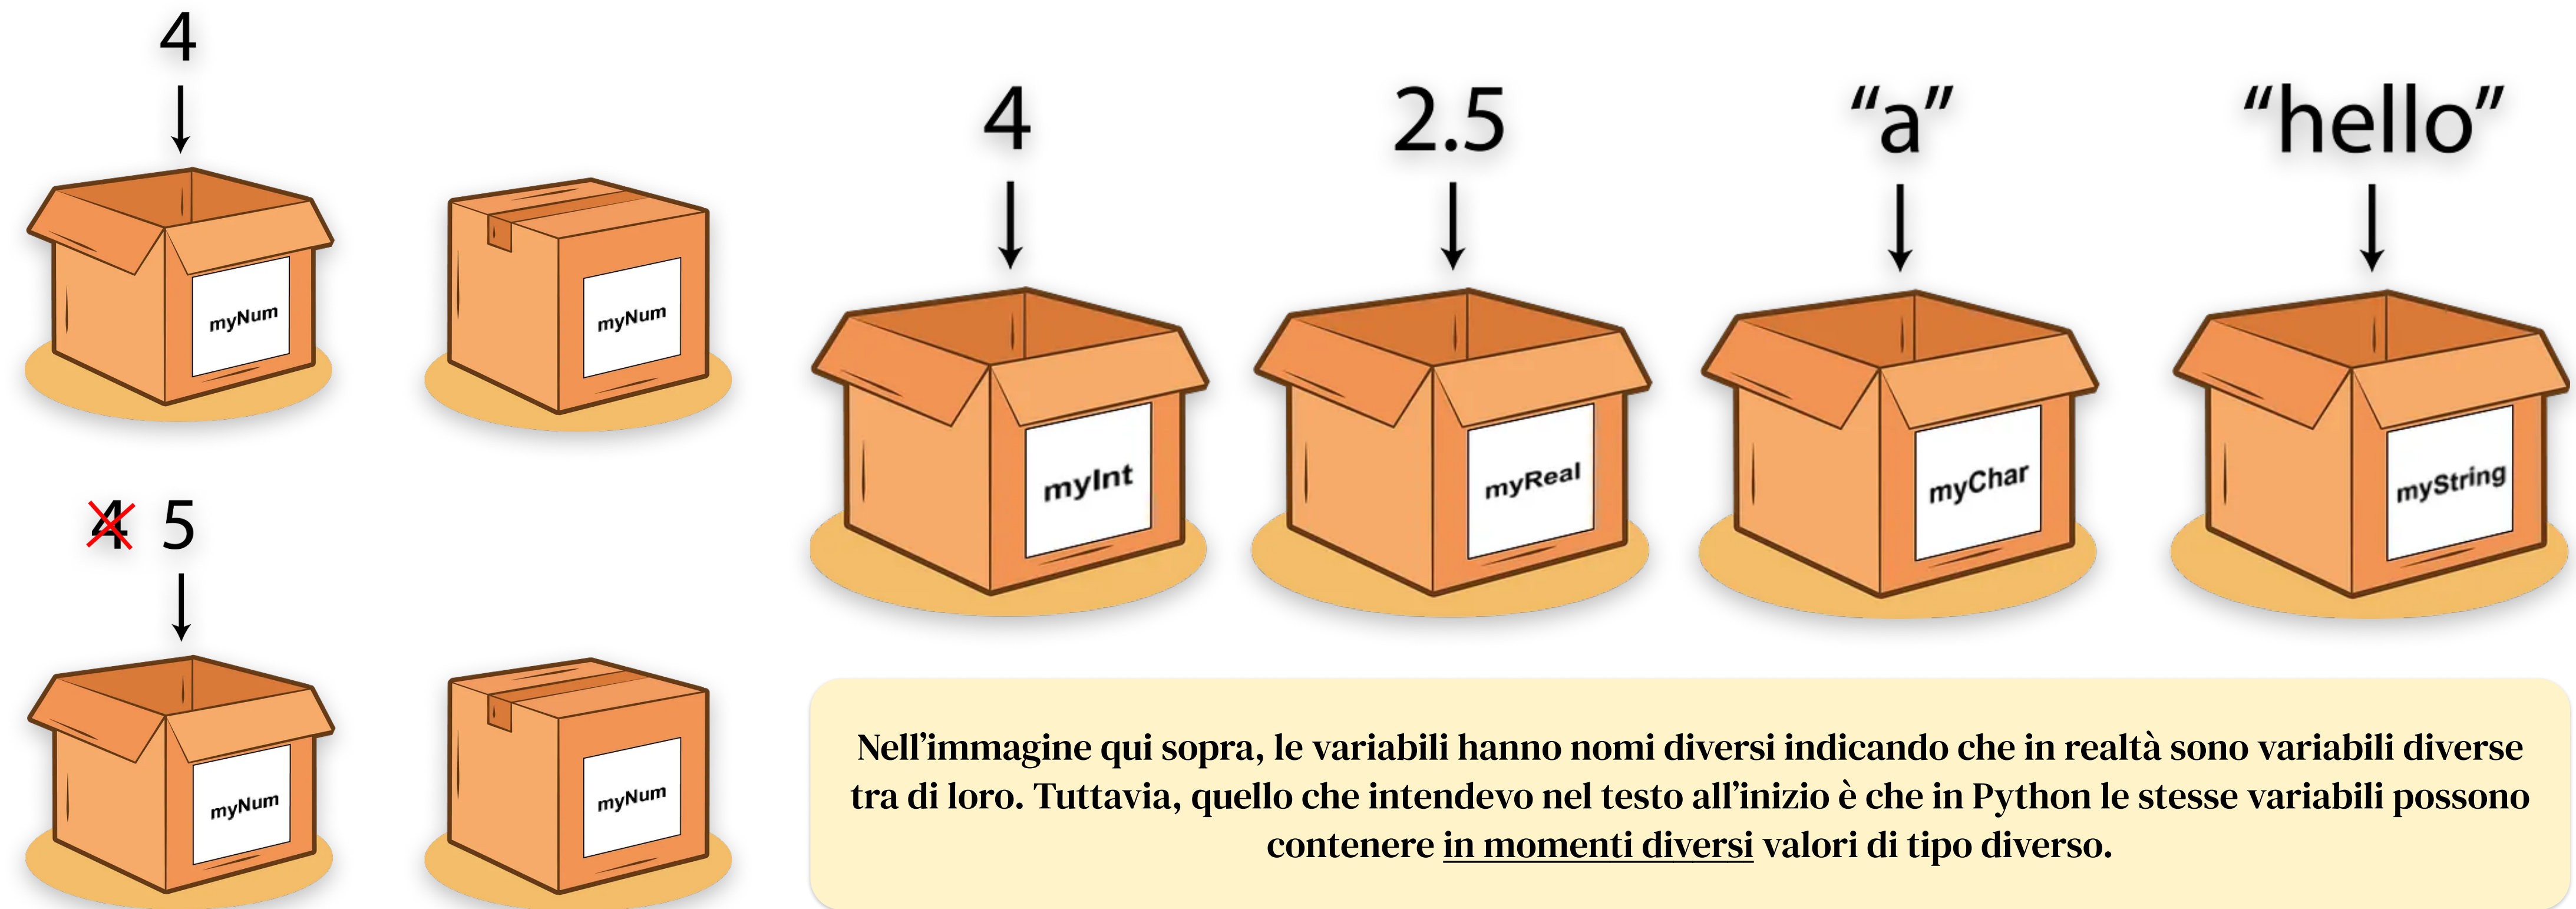 4
myNum
myNum
4 5
myNum
myNum
4
2.5
“a”
“hello”
myInt
myReal
myChar
myString
Nell’immagine qui sopra, le variabili hanno nomi diversi indicando che in realtà sono variabili diverse
tra di loro. Tuttavia, quello che intendevo nel testo all’inizio è che in Python le stesse variabili possono
contenere in momenti diversi valori di tipo diverso.